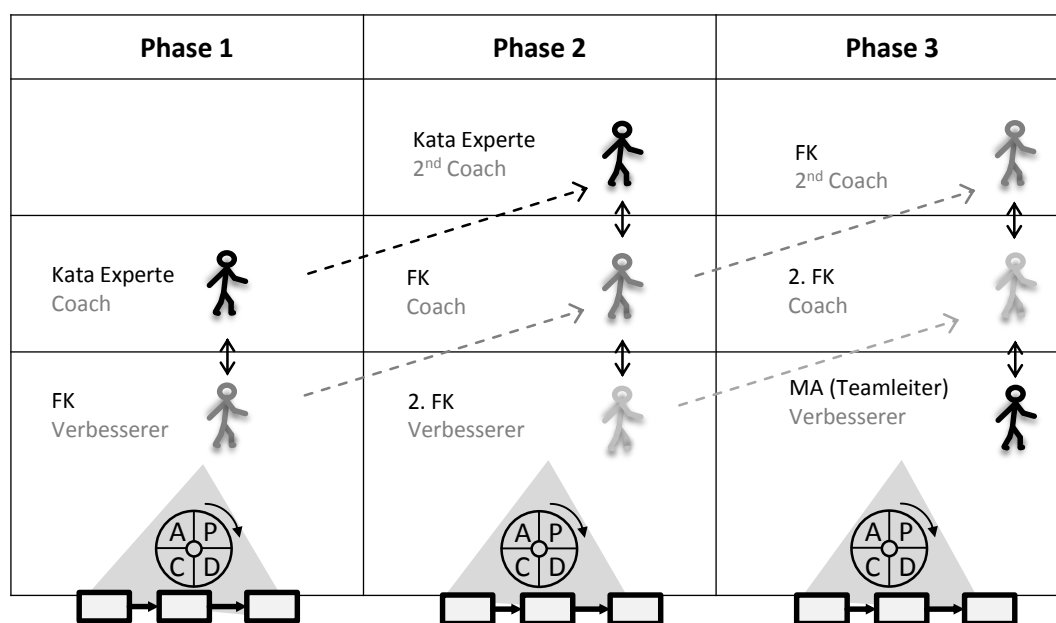 Phase 1
Phase 2
Phase 3
Kata Experte
2nd Coach
FK
2nd Coach
Kata Experte
Coach
FK
Coach
2. FK
Coach
FK
Verbesserer
2. FK
Verbesserer
MA (Teamleiter)
Verbesserer
A P
C D
A P
C D
A P
C D